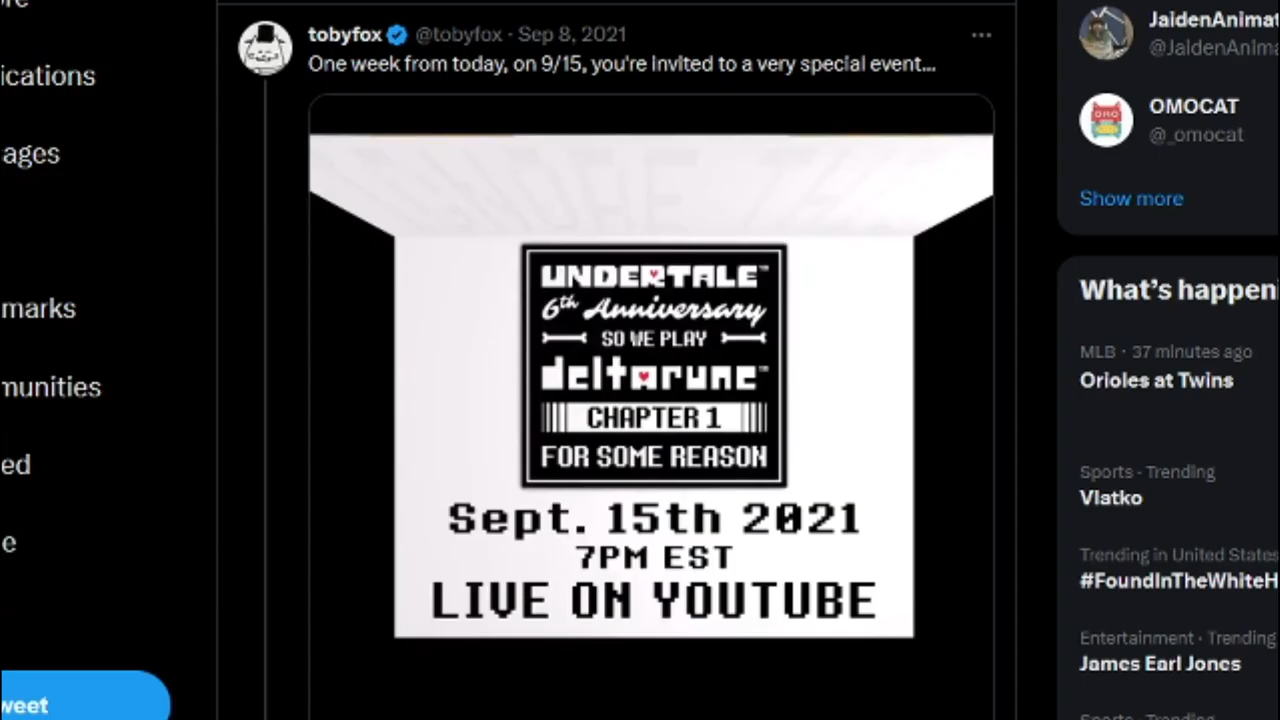 ications
ages
marks
munities
ed
e
weet
tobyfox @tobyfox · Sep 8, 2021
One week from today, on 9/15, you're invited to a very special event...
UNDERTALE™
6th Anniversary
SO WE PLAY
deltarune™
CHAPTER 1
FOR SOME REASON
Sept. 15th 2021
7PM EST
LIVE ON YOUTUBE
JaidenAnimat
@JaidenAnima
OMOCAT
@_omocat
Show more
What's happeni
MLB · 37 minutes ago
Orioles at Twins
Sports · Trending
Vlatko
Trending in United States
#FoundInTheWhiteH
Entertainment · Trending
James Earl Jones